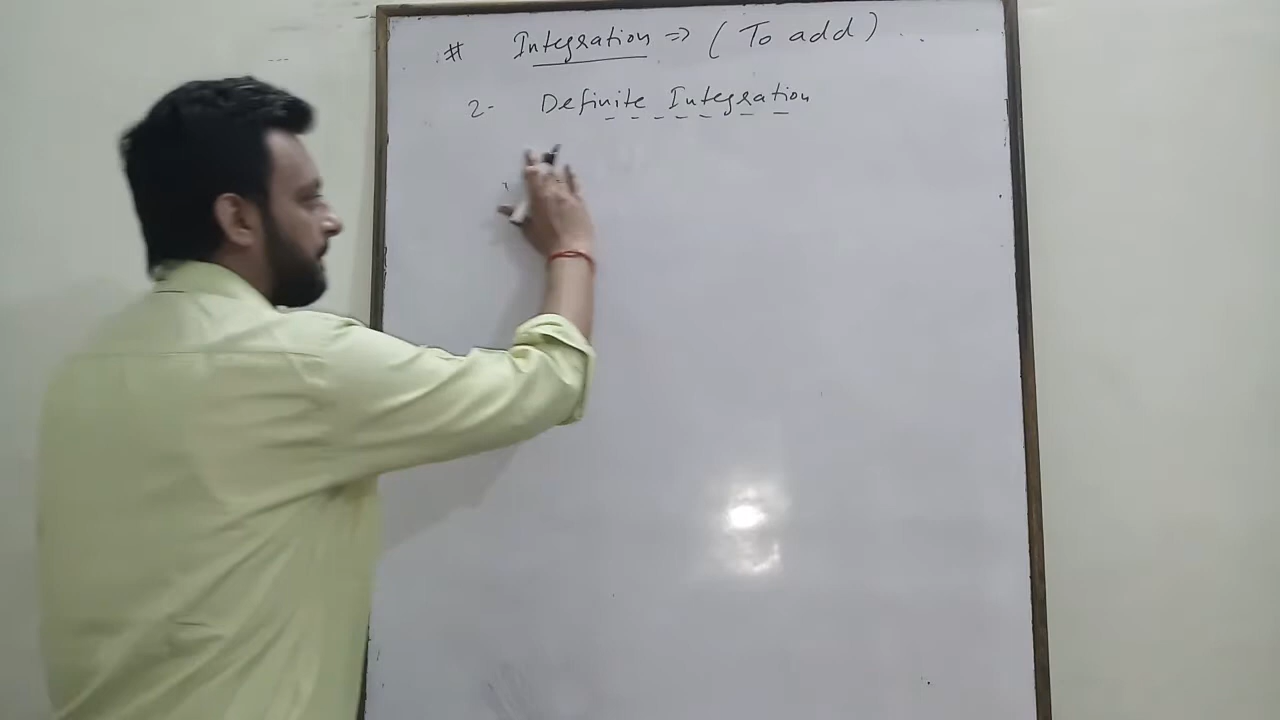 # Integration => (To add)
2- Definite Integration